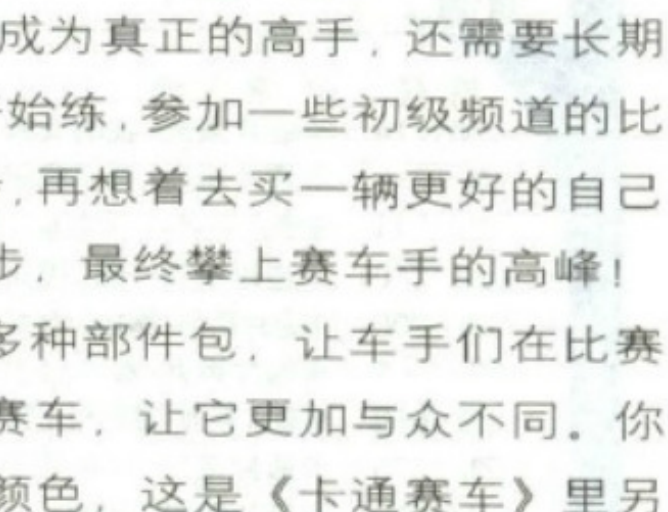 成为真正的高手，还需要长期
始练，参加一些初级频道的比
，再想着去买一辆更好的自己
步，最终攀上赛车手的高峰！
多种部件包，让车手们在比赛
赛车，让它更加与众不同。你
颜色，这是《卡通赛车》里另